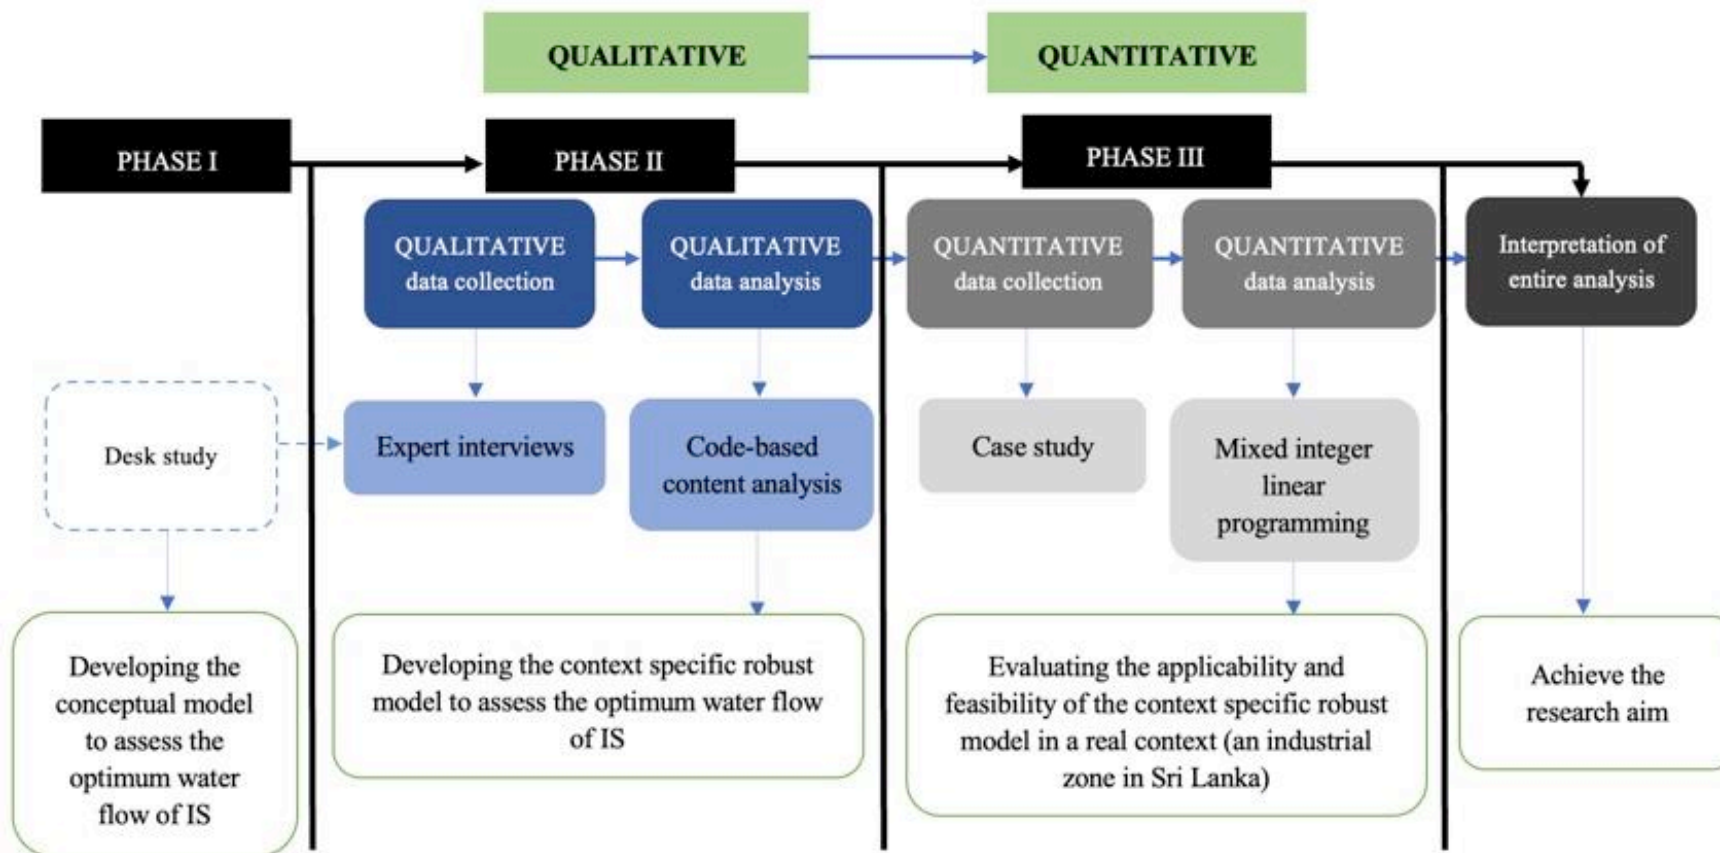 QUALITATIVE
QUANTITATIVE
PHASE I
PHASE II
PHASE III
QUALITATIVE
data collection
QUALITATIVE
data analysis
QUANTITATIVE
data collection
QUANTITATIVE
data analysis
Interpretation of
entire analysis
Desk study
Expert interviews
Code-based
content analysis
Case study
Mixed integer
linear
programming
Developing the
conceptual model
to assess the
optimum water
flow of IS
Developing the context specific robust
model to assess the optimum water flow
of IS
Evaluating the applicability and
feasibility of the context specific robust
model in a real context (an industrial
zone in Sri Lanka)
Achieve the
research aim